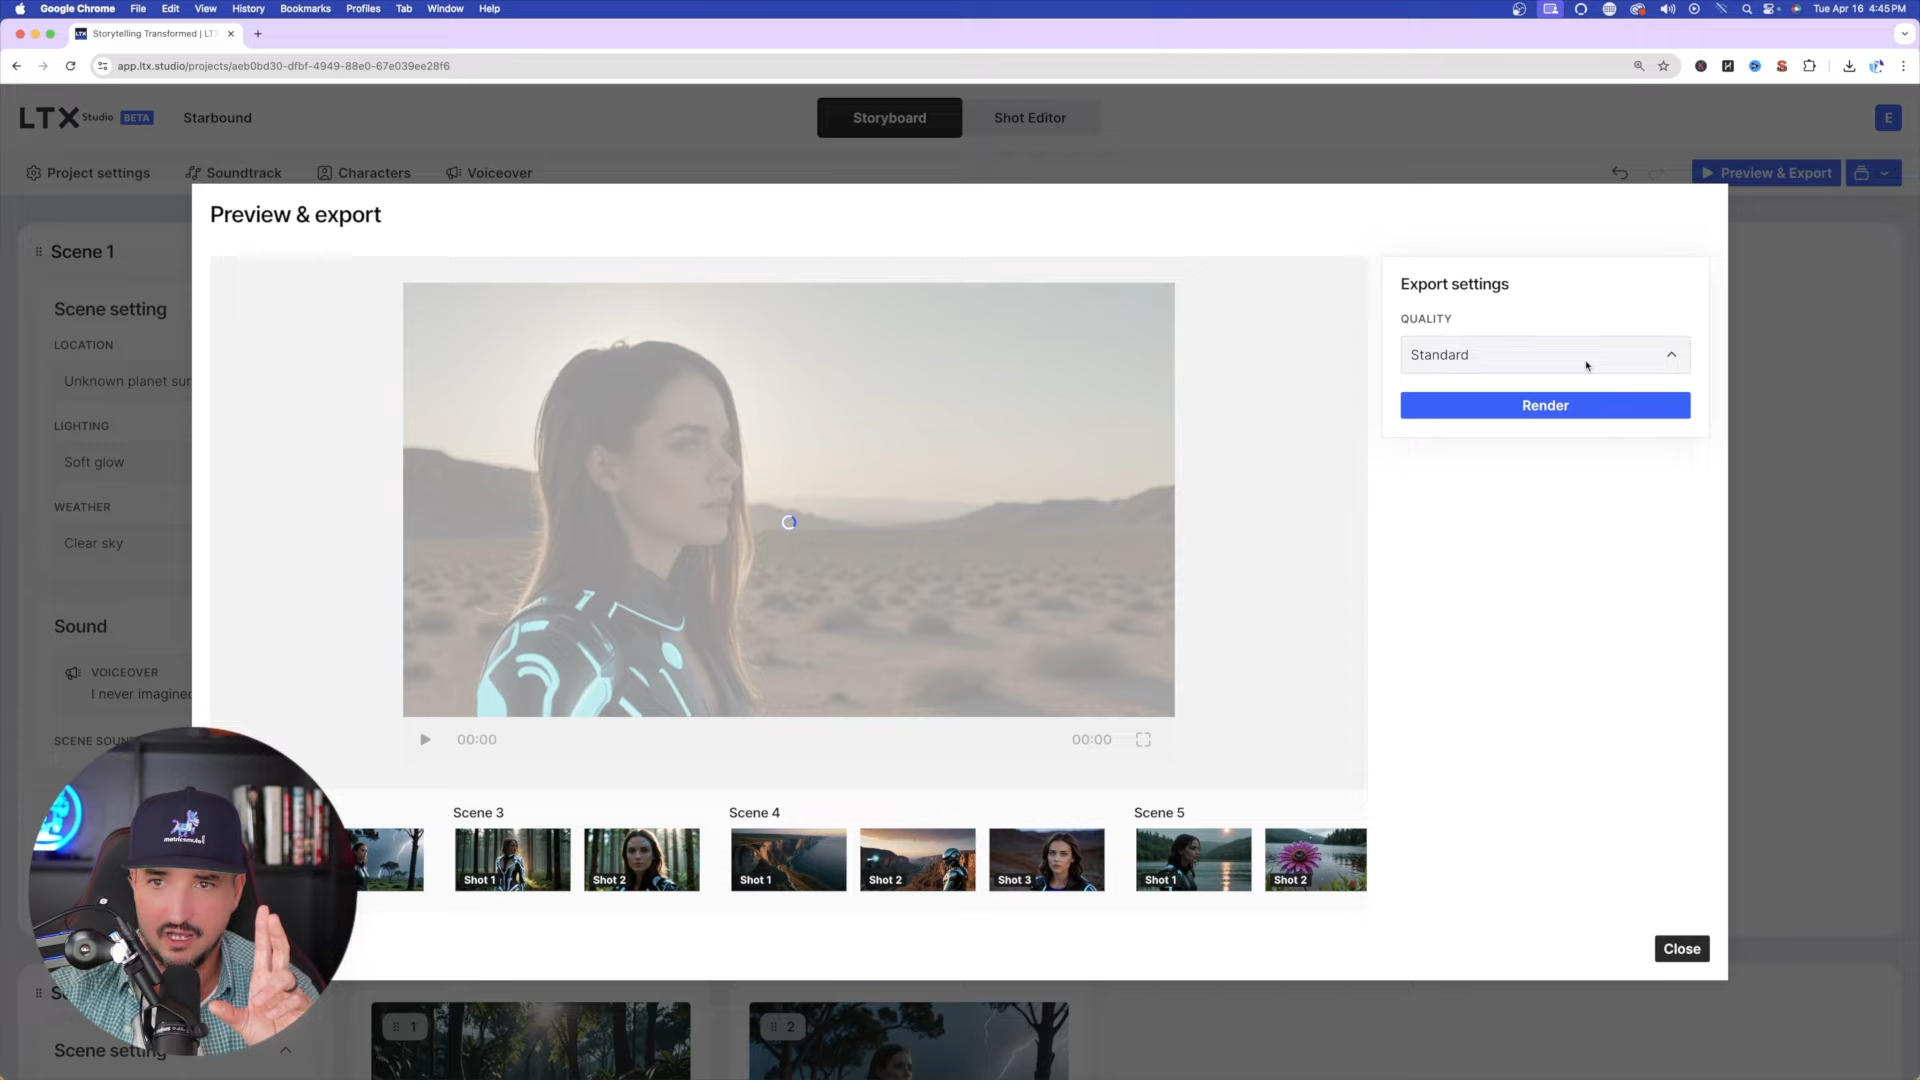 Google Chrome File Edit View History Bookmarks Profiles Tab Window Help
Tue Apr 16 4:45 PM
Storytelling Transformed | LTX
app.ltx.studio/projects/aeb0bd30-dfbf-4949-88e0-67e039ee28f6
LTX Studio BETA Starbound
Storyboard Shot Editor
E
Project settings Soundtrack Characters Voiceover
Preview & Export
Preview & export
Scene 1
Scene setting
LOCATION
Unknown planet sur
LIGHTING
Soft glow
WEATHER
Clear sky
Sound
VOICEOVER
I never imagined
SCENE SOUN
Export settings
QUALITY
Standard
Render
00:00 00:00
Scene 3 Scene 4 Scene 5
Shot 1 Shot 2 Shot 1 Shot 2 Shot 3 Shot 1 Shot 2
Close
metricsmule
1 2
Scene setting